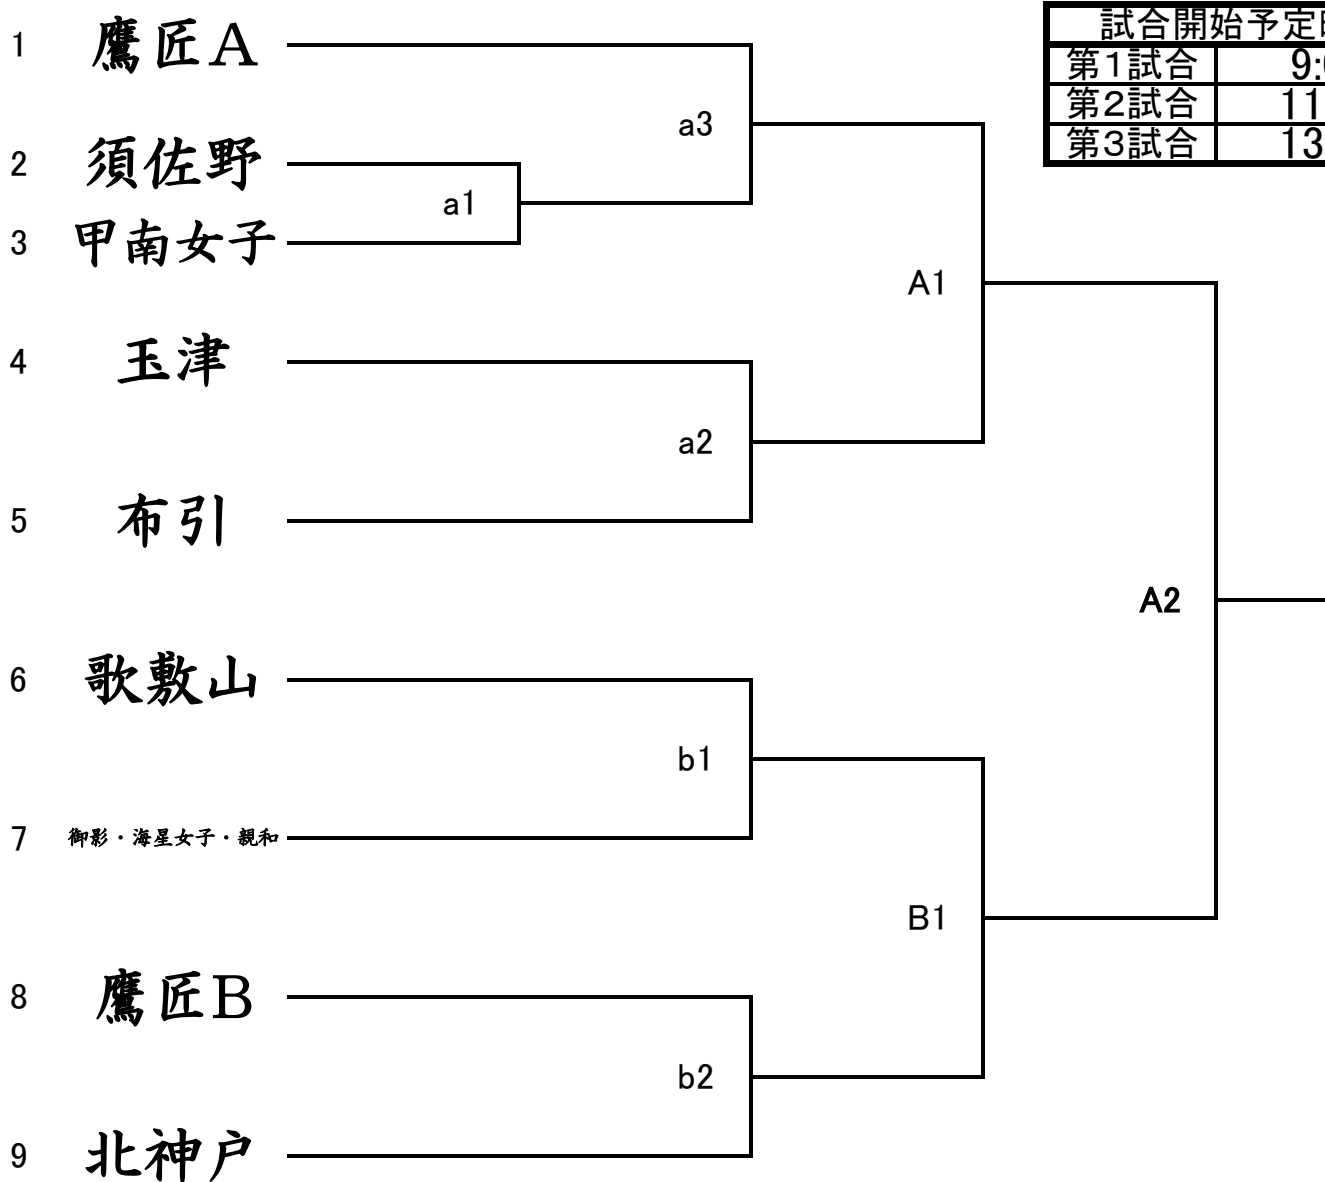 1 鷹匠A
試合開始予定
第1試合 9:
第2試合 11
第3試合 13
a3
2 須佐野
a1
3 甲南女子
A1
4 玉津
a2
5 布引
A2
6 歌敷山
b1
7 御影・海星女子・親和
B1
8 鷹匠B
b2
9 北神戸